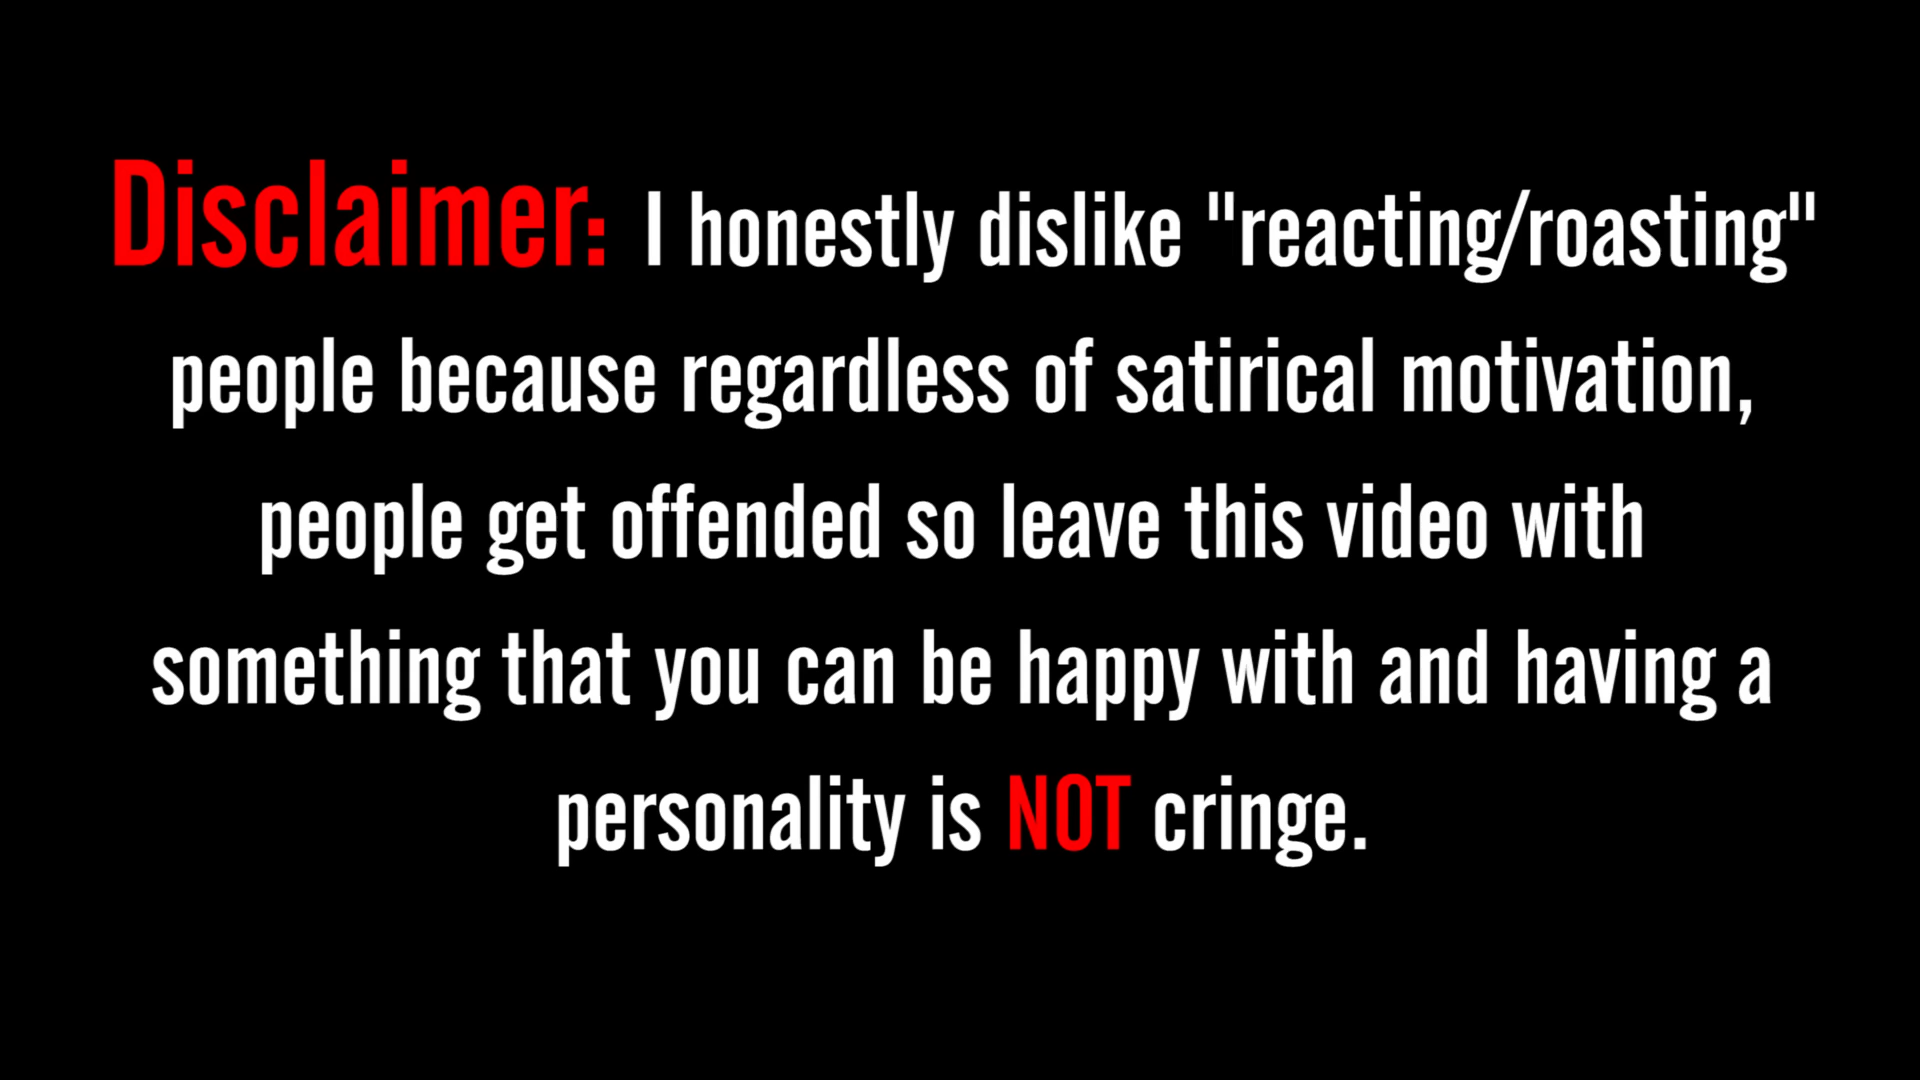 Disclaimer: I honestly dislike "reacting/roasting"
people because regardless of satirical motivation,
people get offended so leave this video with
something that you can be happy with and having a
personality is NOT cringe.